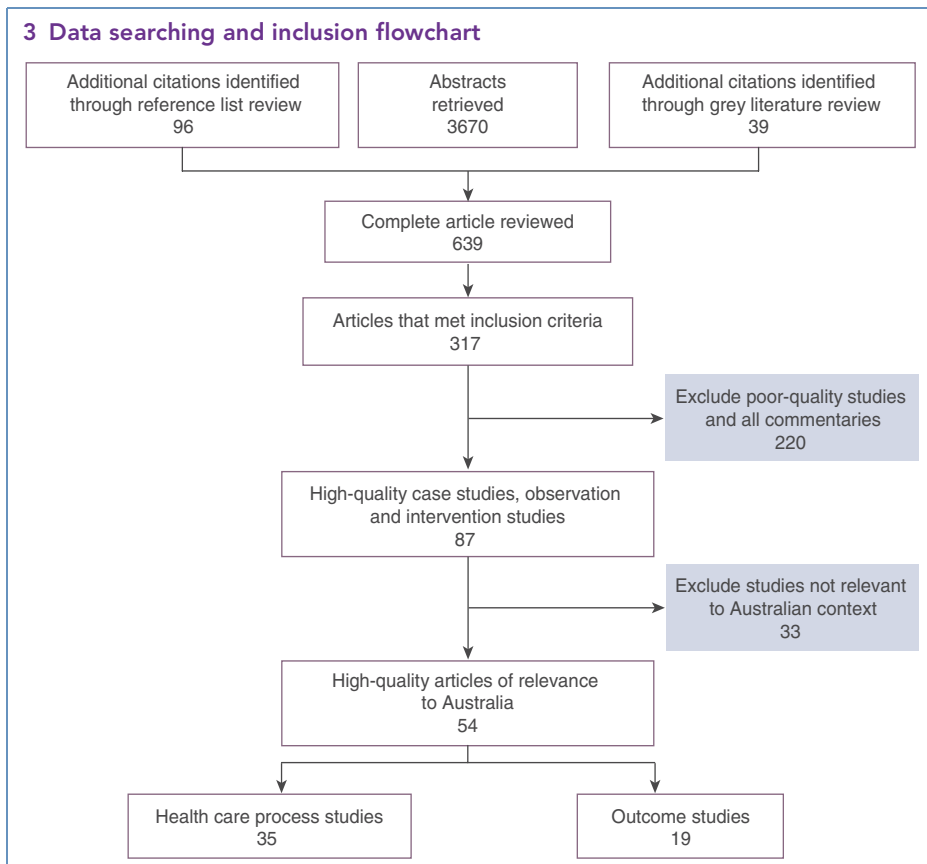 3 Data searching and inclusion flowchart
Additional citations identified
through reference list review
96
Abstracts
retrieved
3670
Additional citations identified
through grey literature review
39
Complete article reviewed
639
Articles that met inclusion criteria
317
Exclude poor-quality studies
and all commentaries
220
High-quality case studies, observation
and intervention studies
87
Exclude studies not relevant
to Australian context
33
High-quality articles of relevance
to Australia
54
Health care process studies
35
Outcome studies
19